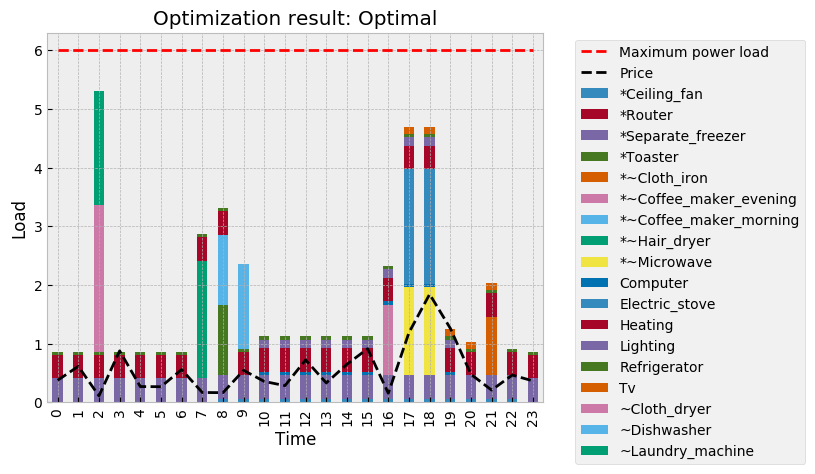 Optimization result: Optimal
6
5
4
3
2
1
0
Load
0 1 2 3 4 5 6 7 8 9 10 11 12 13 14 15 16 17 18 19 20 21 22 23
Time
Maximum power load
Price
*Ceiling_fan
*Router
*Separate_freezer
*Toaster
*~Cloth_iron
*~Coffee_maker_evening
*~Coffee_maker_morning
*~Hair_dryer
*~Microwave
Computer
Electric_stove
Heating
Lighting
Refrigerator
Tv
~Cloth_dryer
~Dishwasher
~Laundry_machine